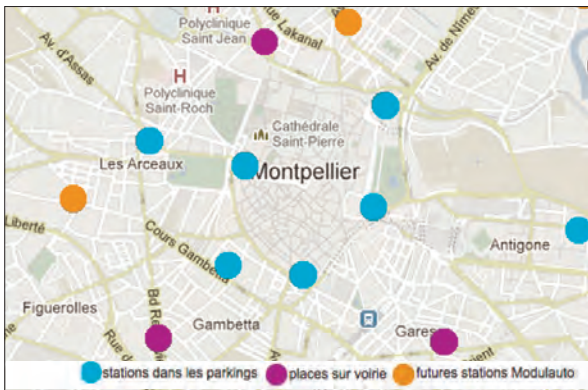 Polyclinique
Saint Jean
H
Rue Lakanal
Av. d'Assas
Av. de Nîmes
H
Polyclinique
Saint-Roch
Cathédrale
Saint-Pierre
Les Arceaux
Montpellier
Liberté
Cours Gambetta
Antigone
Figuerolles
Gambetta
Gares
stations dans les parkings
places sur voirie
futures stations Modulauto